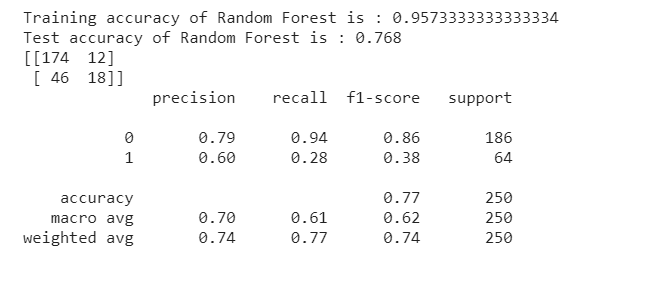 Training accuracy of Random Forest is : 0.9573333333333334
Test accuracy of Random Forest is : 0.768
[[174  12]
 [ 46  18]]
              precision    recall  f1-score   support

           0       0.79      0.94      0.86       186
           1       0.60      0.28      0.38        64

    accuracy                           0.77       250
   macro avg       0.70      0.61      0.62       250
weighted avg       0.74      0.77      0.74       250